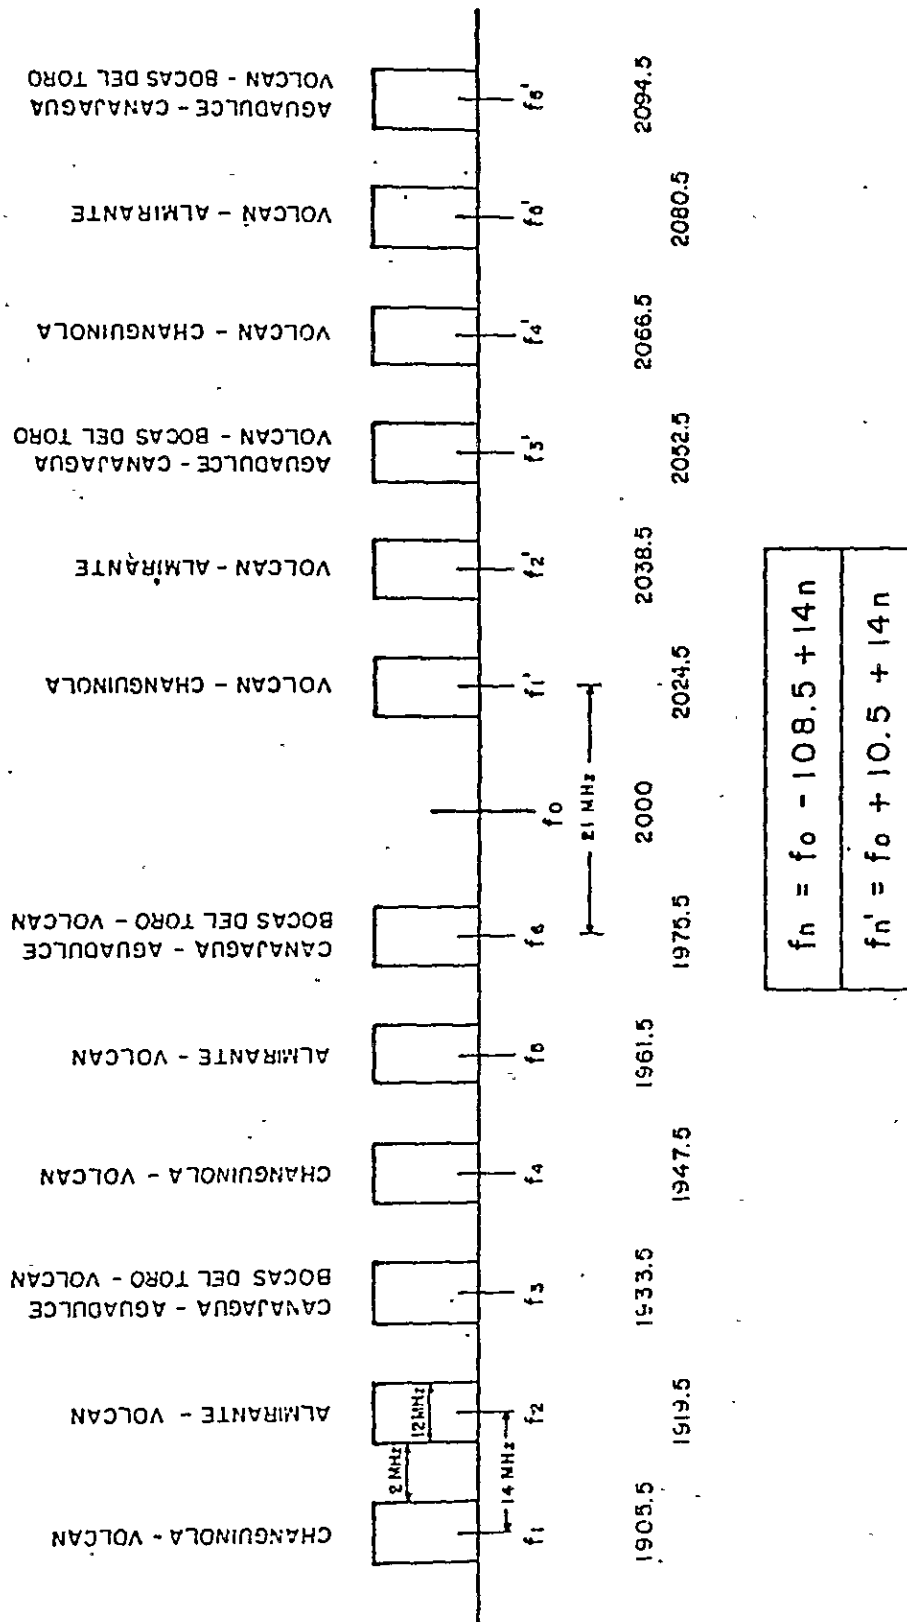 CHANGUINOLA - VOLCAN
ALMIRANTE - VOLCAN
CANAJAGUA - AGUADULCE
BOCAS DEL TORO - VOLCAN
CHANGUINOLA - VOLCAN
ALMIRANTE - VOLCAN
CANAJAGUA - AGUADULCE
BOCAS DEL TORO - VOLCAN
VOLCAN - CHANGUINOLA
VOLCAN - ALMIRANTE
AGUADULCE - CANAJAGUA
VOLCAN - BOCAS DEL TORO
VOLCAN - CHANGUINOLA
VOLCAN - ALMIRANTE
AGUADULCE - CANAJAGUA
VOLCAN - BOCAS DEL TORO
2 MHz
12 MHz
f1
f2
f3
f4
f5
f6
fo
f1'
f2'
f3'
f4'
f5'
f6'
14 MHz
21 MHz
1905.5
1919.5
1933.5
1947.5
1961.5
1975.5
2000
2024.5
2038.5
2052.5
2066.5
2080.5
2094.5
fn = fo - 108.5 + 14n
fn' = fo + 10.5 + 14n